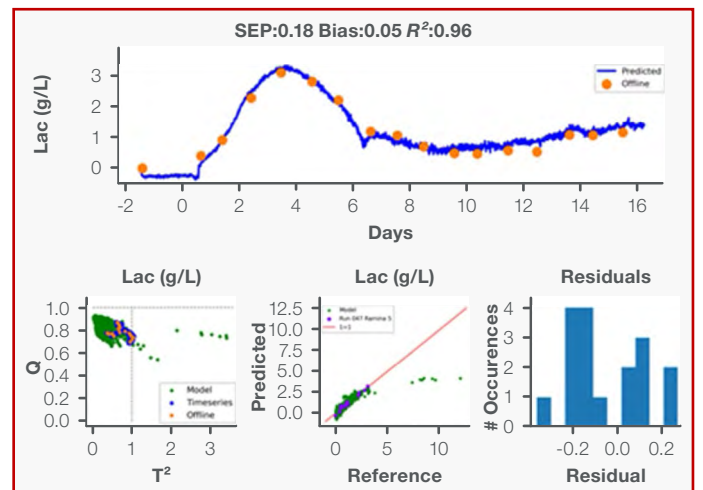 SEP:0.18 Bias:0.05 R²:0.96
Lac (g/L)
3
2
1
0
Predicted
Offline
-2 0 2 4 6 8 10 12 14 16
Days
Lac (g/L)
Q
1.0
0.8
0.6
0.4
0.2
0.0
Model
Timeseries
Offline
0 1 2 3
T²
Lac (g/L)
Predicted
12.5
10.0
7.5
5.0
2.5
0.0
Model
Run 047 Ramina 5
1=1
0 5 10
Reference
Residuals
# Occurences
4
3
2
1
0
-0.2 0.0 0.2
Residual